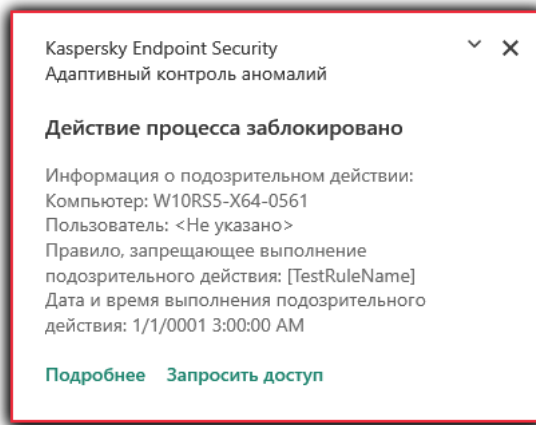 Kaspersky Endpoint Security
Адаптивный контроль аномалий
Действие процесса заблокировано
Информация о подозрительном действии:
Компьютер: W10RS5-X64-0561
Пользователь: <Не указано>
Правило, запрещающее выполнение
подозрительного действия: [TestRuleName]
Дата и время выполнения подозрительного
действия: 1/1/0001 3:00:00 AM
Подробнее Запросить доступ